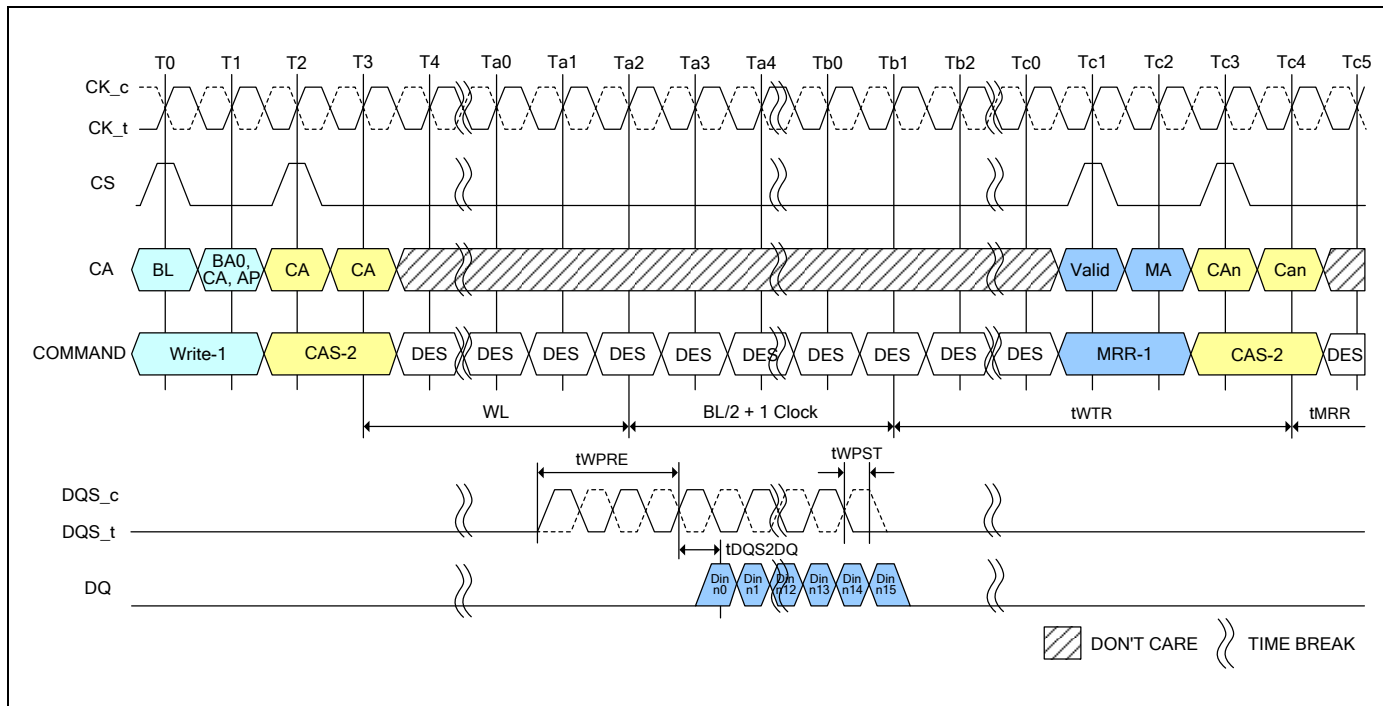 T0 T1 T2 T3 T4 Ta0 Ta1 Ta2 Ta3 Ta4 Tb0 Tb1 Tb2 Tc0 Tc1 Tc2 Tc3 Tc4 Tc5
CK_c
CK_t
CS
CA BL BA0, CA, AP CA CA Valid MA CAn Can
COMMAND Write-1 CAS-2 DES DES DES DES DES DES DES DES DES DES MRR-1 CAS-2 DES
WL BL/2 + 1 Clock tWTR tMRR
tWPRE tWPST
DQS_c
DQS_t
tDQS2DQ
DQ Din n0 Din n1 Din n12 Din n13 Din n14 Din n15
DON'T CARE TIME BREAK